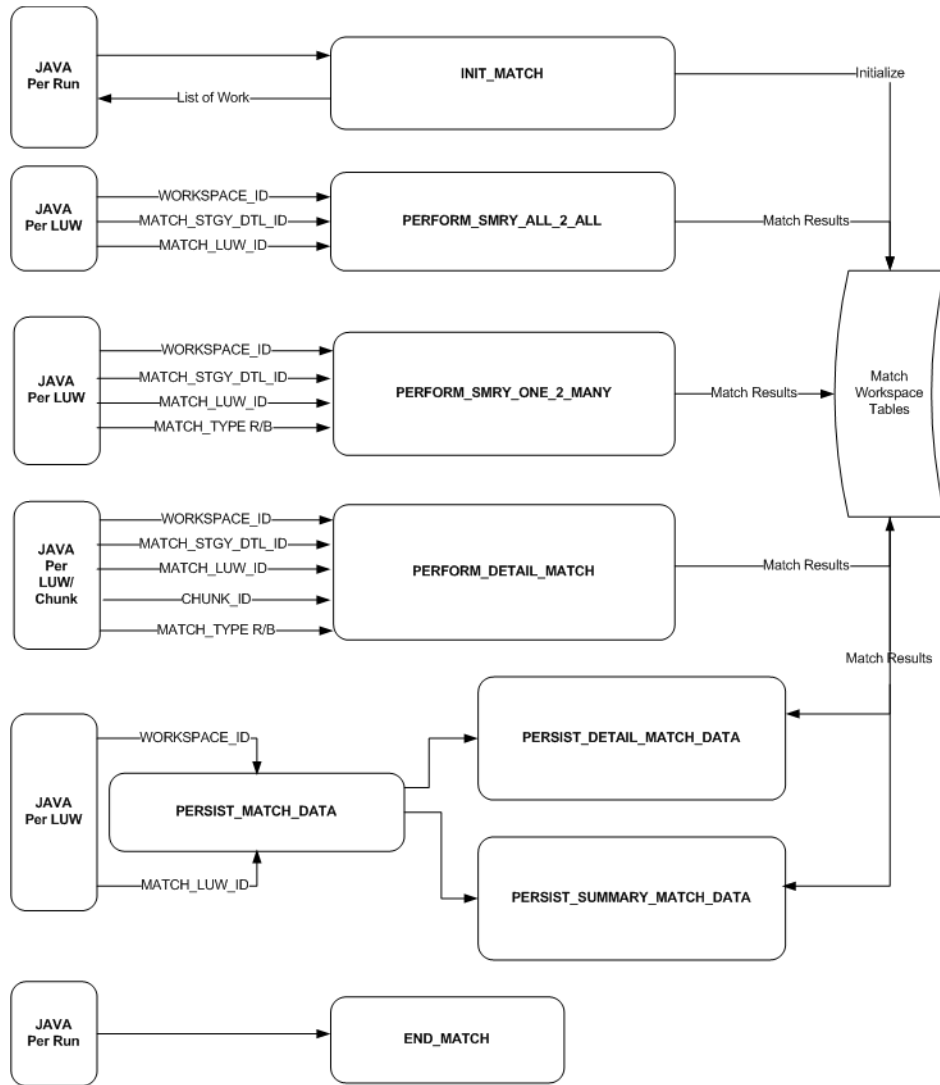 JAVA
Per Run
List of Work
INIT_MATCH
Initialize
JAVA
Per LUW
WORKSPACE_ID
MATCH_STGY_DTL_ID
MATCH_LUW_ID
PERFORM_SMRY_ALL_2_ALL
Match Results
JAVA
Per LUW
WORKSPACE_ID
MATCH_STGY_DTL_ID
MATCH_LUW_ID
MATCH_TYPE R/B
PERFORM_SMRY_ONE_2_MANY
Match Results
Match
Workspace
Tables
JAVA
Per
LUW/
Chunk
WORKSPACE_ID
MATCH_STGY_DTL_ID
MATCH_LUW_ID
CHUNK_ID
MATCH_TYPE R/B
PERFORM_DETAIL_MATCH
Match Results
Match Results
JAVA
Per LUW
WORKSPACE_ID
PERSIST_MATCH_DATA
MATCH_LUW_ID
PERSIST_DETAIL_MATCH_DATA
PERSIST_SUMMARY_MATCH_DATA
JAVA
Per Run
END_MATCH